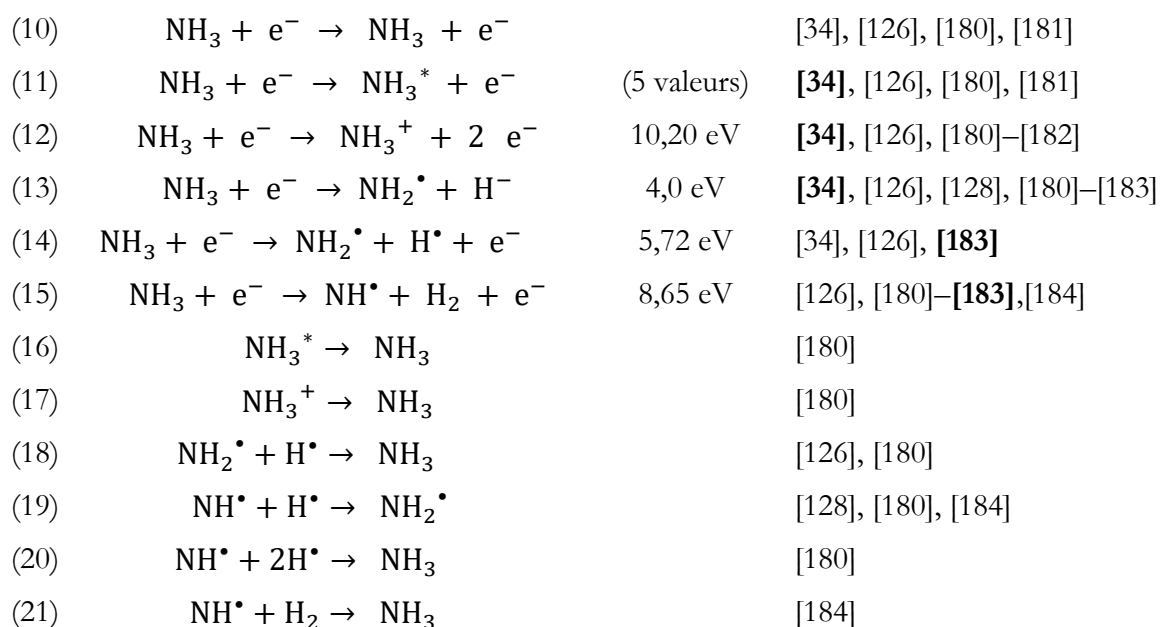 (10) NH₃ + e⁻ → NH₃ + e⁻ [34], [126], [180], [181]
(11) NH₃ + e⁻ → NH₃* + e⁻ (5 valeurs) [34], [126], [180], [181]
(12) NH₃ + e⁻ → NH₃⁺ + 2 e⁻ 10,20 eV [34], [126], [180]–[182]
(13) NH₃ + e⁻ → NH₂• + H⁻ 4,0 eV [34], [126], [128], [180]–[183]
(14) NH₃ + e⁻ → NH₂• + H• + e⁻ 5,72 eV [34], [126], [183]
(15) NH₃ + e⁻ → NH• + H₂ + e⁻ 8,65 eV [126], [180]–[183],[184]
(16) NH₃* → NH₃ [180]
(17) NH₃⁺ → NH₃ [180]
(18) NH₂• + H• → NH₃ [126], [180]
(19) NH• + H• → NH₂• [128], [180], [184]
(20) NH• + 2H• → NH₃ [180]
(21) NH• + H₂ → NH₃ [184]